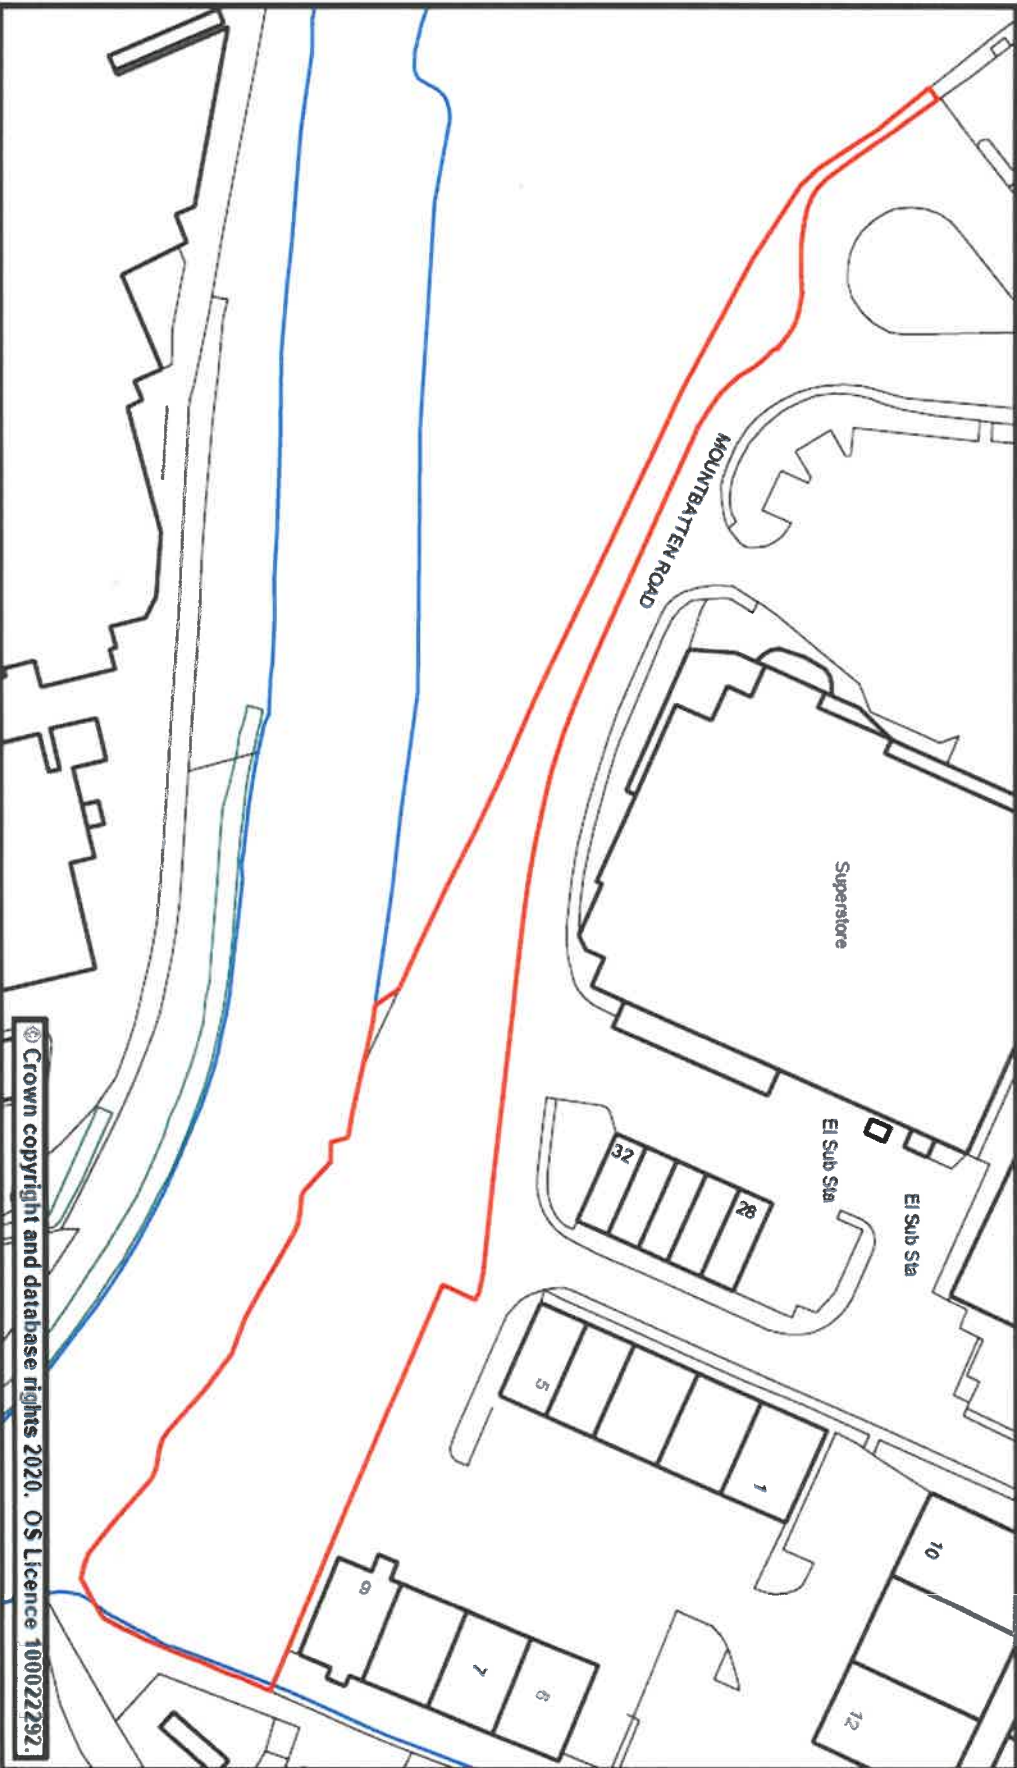 MOUNTBATTEN ROAD
Superstore
El Sub Sta
El Sub Sta
32
28
5
1
10
12
9
7
6
© Crown copyright and database rights 2020. OS Licence 100022292.